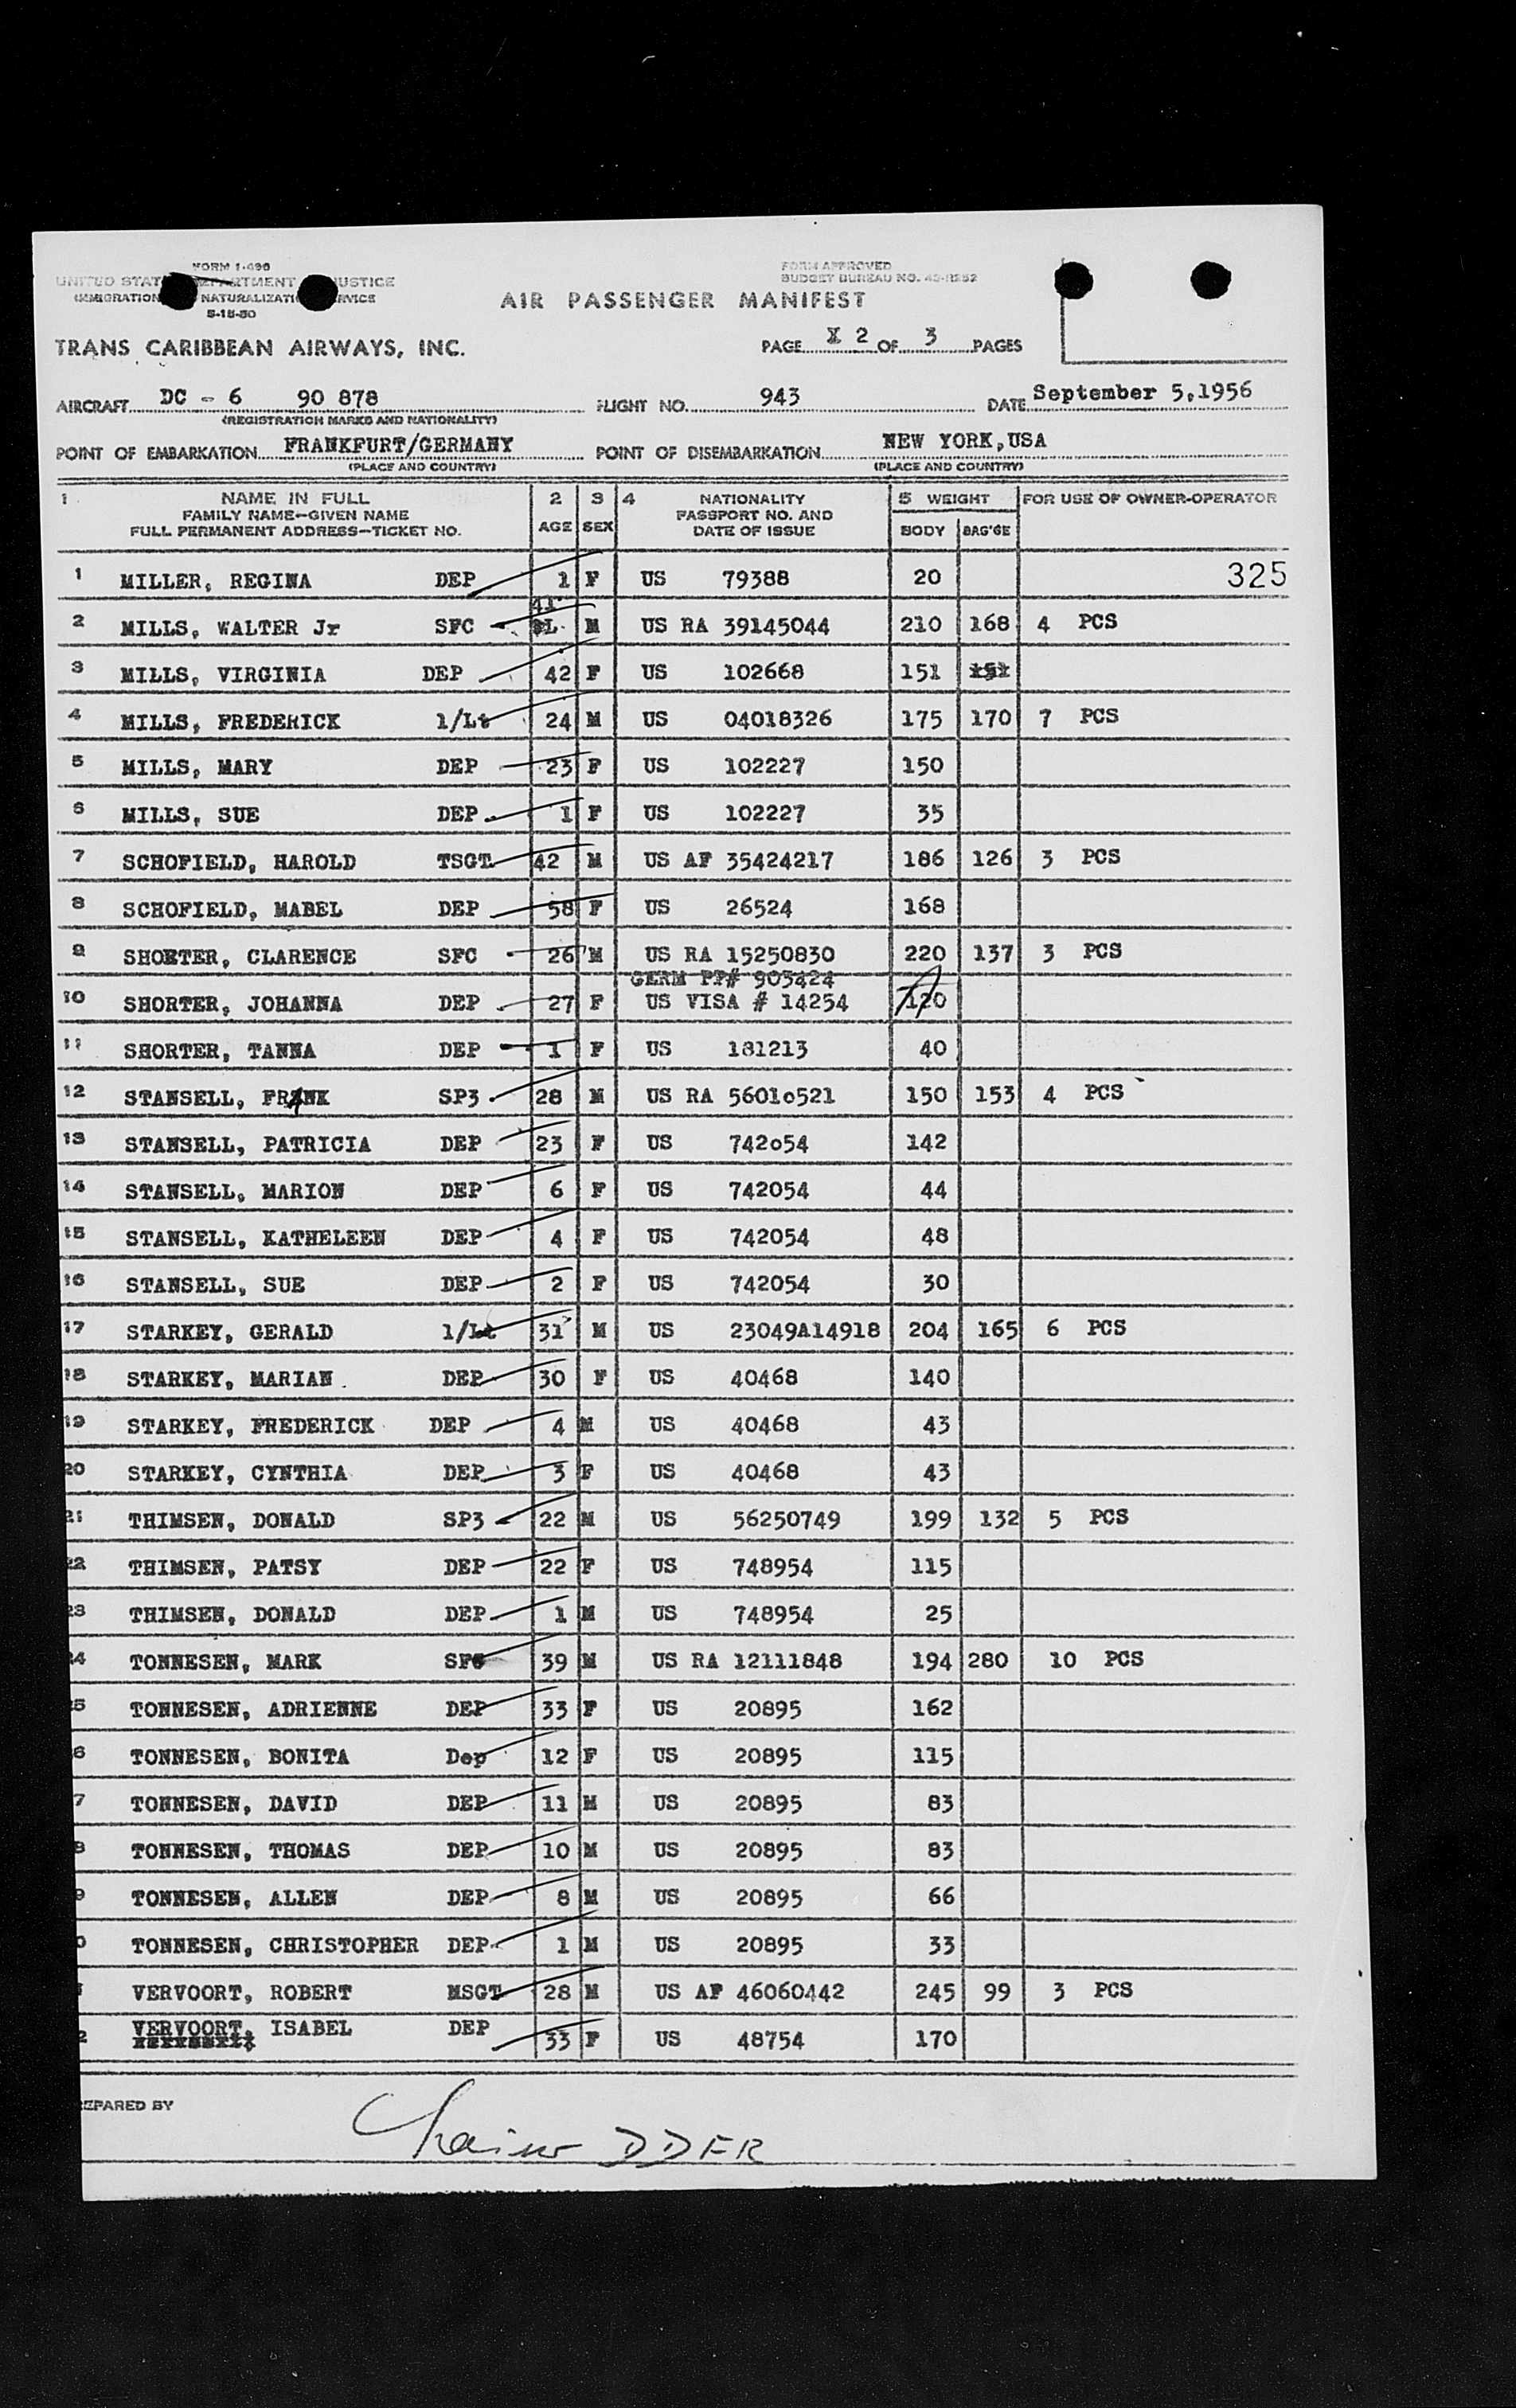 FORM I-496
UNITED STATES DEPARTMENT JUSTICE
IMMIGRATION NATURALIZATION SERVICE
5-15-50
FORM APPROVED
BUDGET BUREAU NO.
AIR PASSENGER MANIFEST
TRANS CARIBBEAN AIRWAYS, INC.
PAGE 2 OF 3 PAGES
AIRCRAFT DC - 6 90 878 FLIGHT NO. 943 DATE September 5,1956
(REGISTRATION MARKS AND NATIONALITY)
POINT OF EMBARKATION FRANKFURT/GERMANY POINT OF DISEMBARKATION NEW YORK,USA
(PLACE AND COUNTRY) (PLACE AND COUNTRY)
1 NAME IN FULL 2 3 4 NATIONALITY 5 WEIGHT FOR USE OF OWNER-OPERATOR
FAMILY NAME—GIVEN NAME AGE SEX PASSPORT NO. AND BODY BAG'GE
FULL PERMANENT ADDRESS—TICKET NO. DATE OF ISSUE
1 MILLER, REGINA DEP 1 F US 79388 20 325
2 MILLS, WALTER Jr SFC 41 M US RA 39145044 210 168 4 PCS
3 MILLS, VIRGINIA DEP 42 F US 102668 151
4 MILLS, FREDERICK 1/Lt 24 M US 04018326 175 170 7 PCS
5 MILLS, MARY DEP 23 F US 102227 150
6 MILLS, SUE DEP 1 F US 102227 35
7 SCHOFIELD, HAROLD TSGT 42 M US AF 35424217 186 126 3 PCS
8 SCHOFIELD, MABEL DEP 58 F US 26524 168
9 SHORTER, CLARENCE SFC 26 M US RA 15250830 220 137 3 PCS
GERM PP# 903424
10 SHORTER, JOHANNA DEP 27 F US VISA # 14254 120
11 SHORTER, TANNA DEP 1 F US 181213 40
12 STANSELL, FRANK SP3 28 M US RA 56010521 150 153 4 PCS
13 STANSELL, PATRICIA DEP 23 F US 742054 142
14 STANSELL, MARION DEP 6 F US 742054 44
15 STANSELL, KATHELEEN DEP 4 F US 742054 48
16 STANSELL, SUE DEP 2 F US 742054 30
17 STARKEY, GERALD 1/Lt 31 M US 23049A14918 204 165 6 PCS
18 STARKEY, MARIAN DEP 30 F US 40468 140
19 STARKEY, FREDERICK DEP 4 M US 40468 43
20 STARKEY, CYNTHIA DEP 3 F US 40468 43
21 THIMSEN, DONALD SP3 22 M US 56250749 199 132 5 PCS
22 THIMSEN, PATSY DEP 22 F US 748954 115
23 THIMSEN, DONALD DEP 1 M US 748954 25
24 TONNESEN, MARK SFC 39 M US RA 12111848 194 280 10 PCS
5 TONNESEN, ADRIENNE DEP 33 F US 20895 162
6 TONNESEN, BONITA Dep 12 F US 20895 115
7 TONNESEN, DAVID DEP 11 M US 20895 83
8 TONNESEN, THOMAS DEP 10 M US 20895 83
9 TONNESEN, ALLEN DEP 8 M US 20895 66
0 TONNESEN, CHRISTOPHER DEP 1 M US 20895 33
VERVOORT, ROBERT MSGT 28 M US AF 46060442 245 99 3 PCS
2 VERVOORT, ISABEL DEP 33 F US 48754 170
EPARED BY
DDER